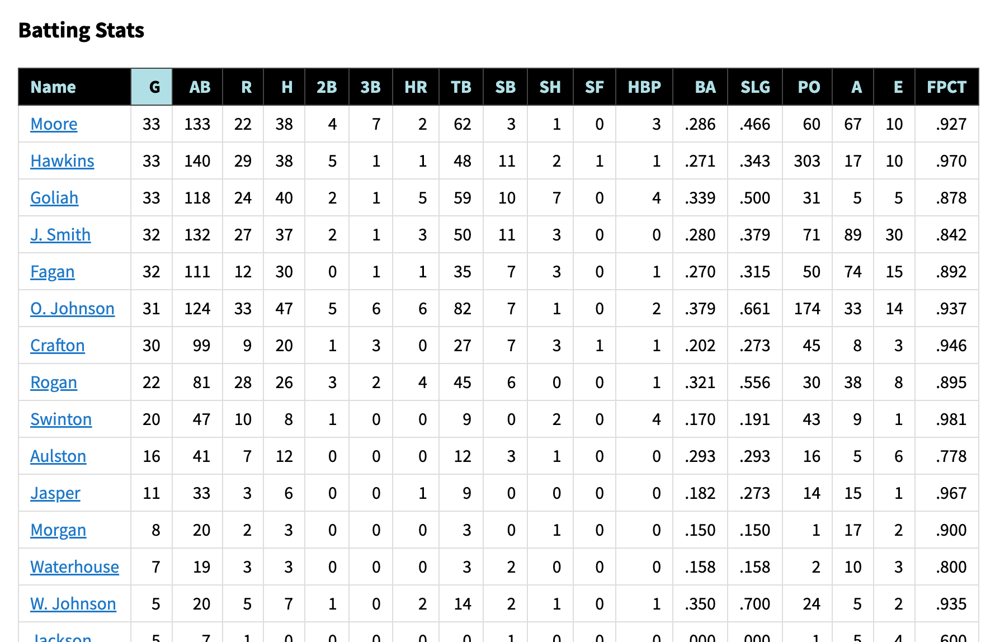 Batting Stats
Name G AB R H 2B 3B HR TB SB SH SF HBP BA SLG PO A E FPCT
Moore 33 133 22 38 4 7 2 62 3 1 0 3 .286 .466 60 67 10 .927
Hawkins 33 140 29 38 5 1 1 48 11 2 1 1 .271 .343 303 17 10 .970
Goliah 33 118 24 40 2 1 5 59 10 7 0 4 .339 .500 31 5 5 .878
J. Smith 32 132 27 37 2 1 3 50 11 3 0 0 .280 .379 71 89 30 .842
Fagan 32 111 12 30 0 1 1 35 7 3 0 1 .270 .315 50 74 15 .892
O. Johnson 31 124 33 47 5 6 6 82 7 1 0 2 .379 .661 174 33 14 .937
Crafton 30 99 9 20 1 3 0 27 7 3 1 1 .202 .273 45 8 3 .946
Rogan 22 81 28 26 3 2 4 45 6 0 0 1 .321 .556 30 38 8 .895
Swinton 20 47 10 8 1 0 0 9 0 2 0 4 .170 .191 43 9 1 .981
Aulston 16 41 7 12 0 0 0 12 3 1 0 0 .293 .293 16 5 6 .778
Jasper 11 33 3 6 0 0 1 9 0 0 0 0 .182 .273 14 15 1 .967
Morgan 8 20 2 3 0 0 0 3 0 1 0 0 .150 .150 1 17 2 .900
Waterhouse 7 19 3 3 0 0 0 3 2 0 0 0 .158 .158 2 10 3 .800
W. Johnson 5 20 5 7 1 0 2 14 2 1 0 1 .350 .700 24 5 2 .935
Jackson 5 7 1 0 0 0 0 0 1 0 0 0 .000 .000 1 5 4 .600